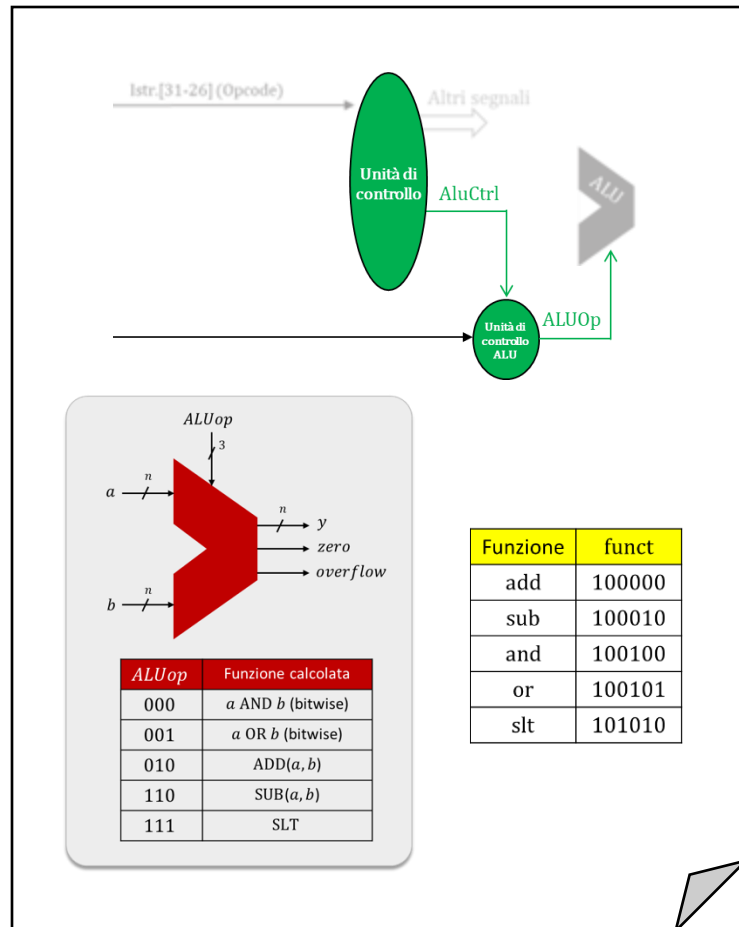 Istr.[31-26] (Opcode)
Altri segnali
Unità di
controllo
AluCtrl
ALU
Unità di
controllo
ALU
ALUOp
ALUop
3
n
a
n
y
zero
overflow
n
b
ALUop Funzione calcolata
000 a AND b (bitwise)
001 a OR b (bitwise)
010 ADD(a, b)
110 SUB(a, b)
111 SLT
Funzione funct
add 100000
sub 100010
and 100100
or 100101
slt 101010